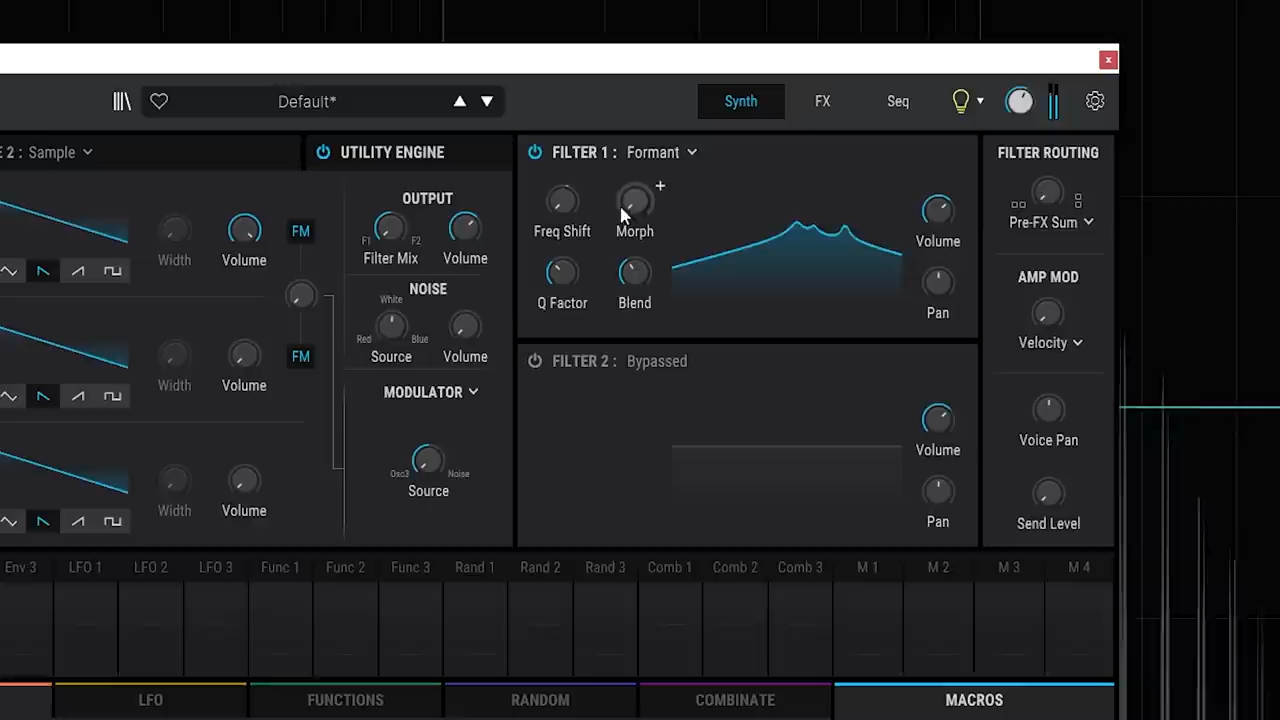 Default*
Synth
FX
Seq
2 : Sample
UTILITY ENGINE
FILTER 1 : Formant
FILTER ROUTING
OUTPUT
F1
F2
Filter Mix
Volume
Width
Volume
FM
Freq Shift
Morph
Q Factor
Blend
Volume
Pan
Pre-FX Sum
NOISE
White
Red
Blue
Source
Volume
AMP MOD
Velocity
Width
Volume
FM
FILTER 2 : Bypassed
MODULATOR
Osc3
Noise
Source
Volume
Pan
Voice Pan
Send Level
Width
Volume
Env 3
LFO 1
LFO 2
LFO 3
Func 1
Func 2
Func 3
Rand 1
Rand 2
Rand 3
Comb 1
Comb 2
Comb 3
M 1
M 2
M 3
M 4
LFO
FUNCTIONS
RANDOM
COMBINATE
MACROS